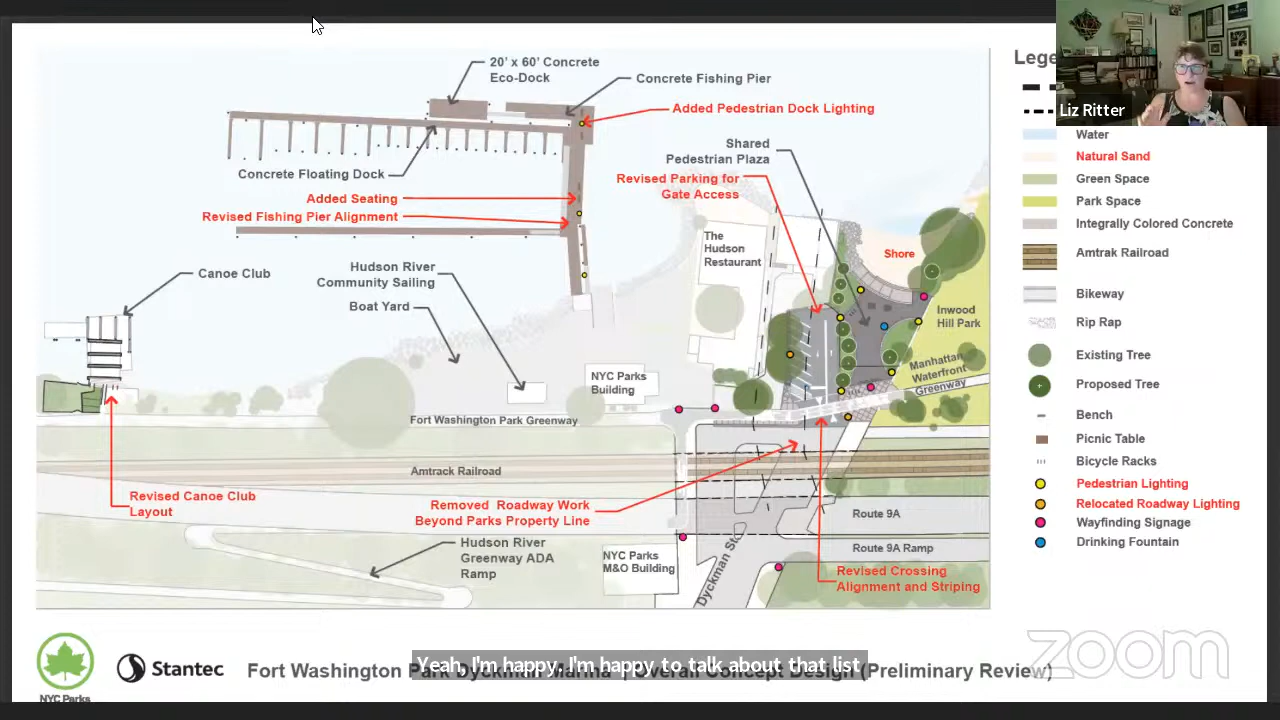 20' x 60' Concrete
Eco-Dock
Concrete Fishing Pier
Added Pedestrian Dock Lighting
Shared
Pedestrian Plaza
Concrete Floating Dock
Revised Parking for
Gate Access
Added Seating
Revised Fishing Pier Alignment
The
Hudson
Restaurant
Shore
Canoe Club
Hudson River
Community Sailing
Boat Yard
Inwood
Hill Park
NYC Parks
Building
Manhattan
Waterfront
Greenway
Fort Washington Park Greenway
Amtrack Railroad
Revised Canoe Club
Layout
Removed Roadway Work
Beyond Parks Property Line
Route 9A
Hudson River
Greenway ADA
Ramp
NYC Parks
M&O Building
Dyckman St.
Route 9A Ramp
Revised Crossing
Alignment and Striping
Liz Ritter
Water
Natural Sand
Green Space
Park Space
Integrally Colored Concrete
Amtrak Railroad
Bikeway
Rip Rap
Existing Tree
Proposed Tree
Bench
Picnic Table
Bicycle Racks
Pedestrian Lighting
Relocated Roadway Lighting
Wayfinding Signage
Drinking Fountain
NYC Parks
Stantec
Fort Washington Park Dyckman Marina | Overall Concept Design (Preliminary Review)
Yeah, I'm happy, I'm happy to talk about that list
zoom